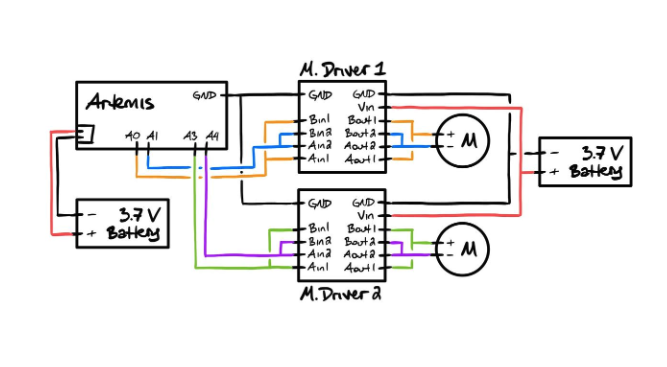 M. Driver 1
Artemis
GND
A0 A1 A3 A4
GND GND
Vin
Bin1 Bout1
Bin2 Bout2
Ain2 Aout2
Ain1 Aout1
+
M
-
- 3.7 V
+ Battery
- 3.7 V
+ Battery
GND GND
Vin
Bin1 Bout1
Bin2 Bout2
Ain2 Aout2
Ain1 Aout1
+
M
-
M. Driver 2